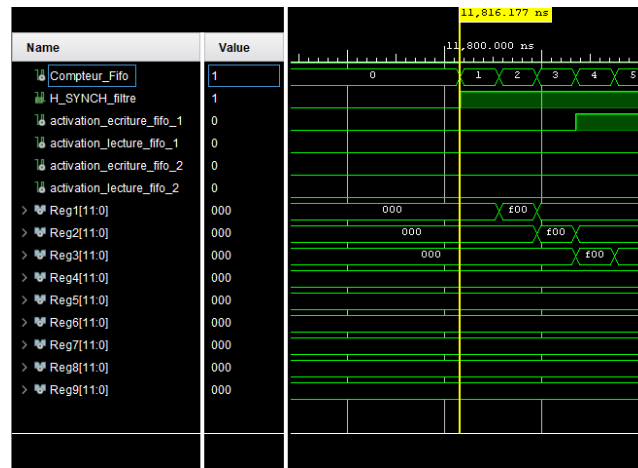 11,816.177 ns
Name Value 11,800.000 ns
Compteur_Fifo 1 0 1 2 3 4 5
H_SYNCH_filtre 1
activation_ecriture_fifo_1 0
activation_lecture_fifo_1 0
activation_ecriture_fifo_2 0
activation_lecture_fifo_2 0
Reg1[11:0] 000 000 f00
Reg2[11:0] 000 000 f00
Reg3[11:0] 000 000 f00
Reg4[11:0] 000
Reg5[11:0] 000
Reg6[11:0] 000
Reg7[11:0] 000
Reg8[11:0] 000
Reg9[11:0] 000